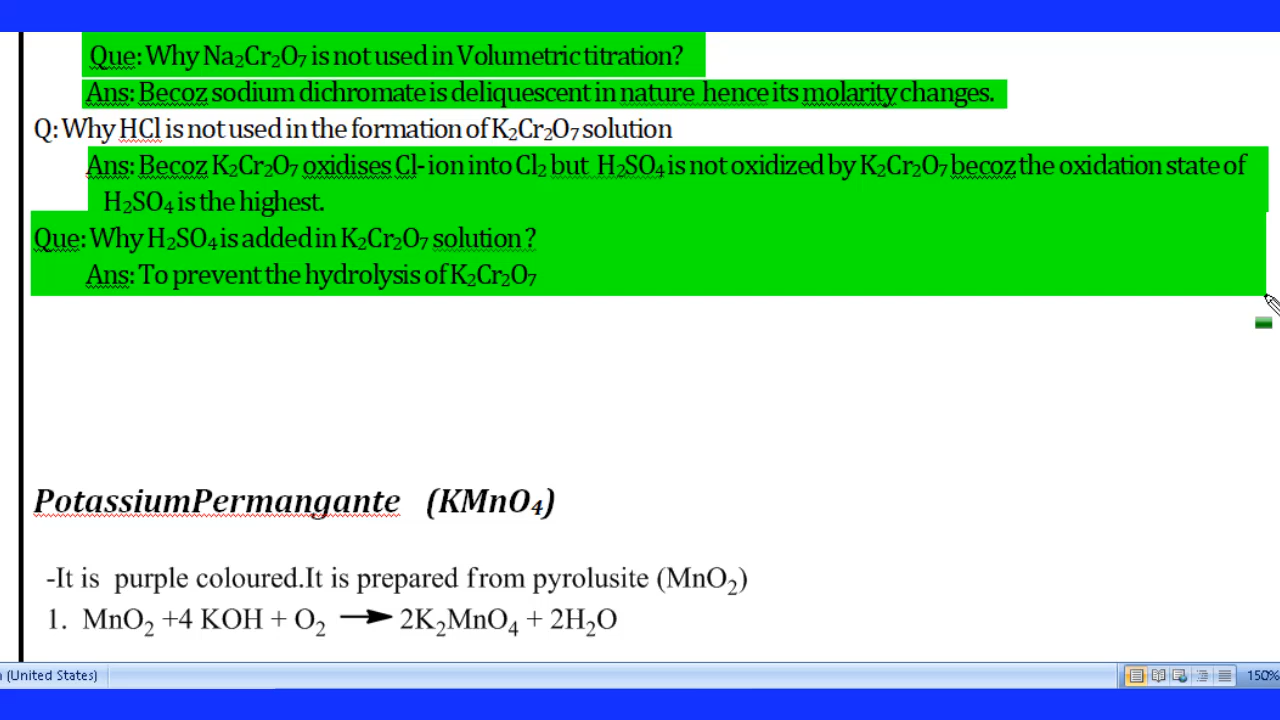 Que: Why Na₂Cr₂O₇ is not used in Volumetric titration?
Ans: Becoz sodium dichromate is deliquescent in nature hence its molarity changes.
Q: Why HCl is not used in the formation of K₂Cr₂O₇ solution
Ans: Becoz K₂Cr₂O₇ oxidises Cl- ion into Cl₂ but H₂SO₄ is not oxidized by K₂Cr₂O₇ becoz the oxidation state of
H₂SO₄ is the highest.
Que: Why H₂SO₄ is added in K₂Cr₂O₇ solution ?
Ans: To prevent the hydrolysis of K₂Cr₂O₇
PotassiumPermangante (KMnO₄)
-It is purple coloured.It is prepared from pyrolusite (MnO₂)
1. MnO₂ +4 KOH + O₂ → 2K₂MnO₄ + 2H₂O
(United States)
150%